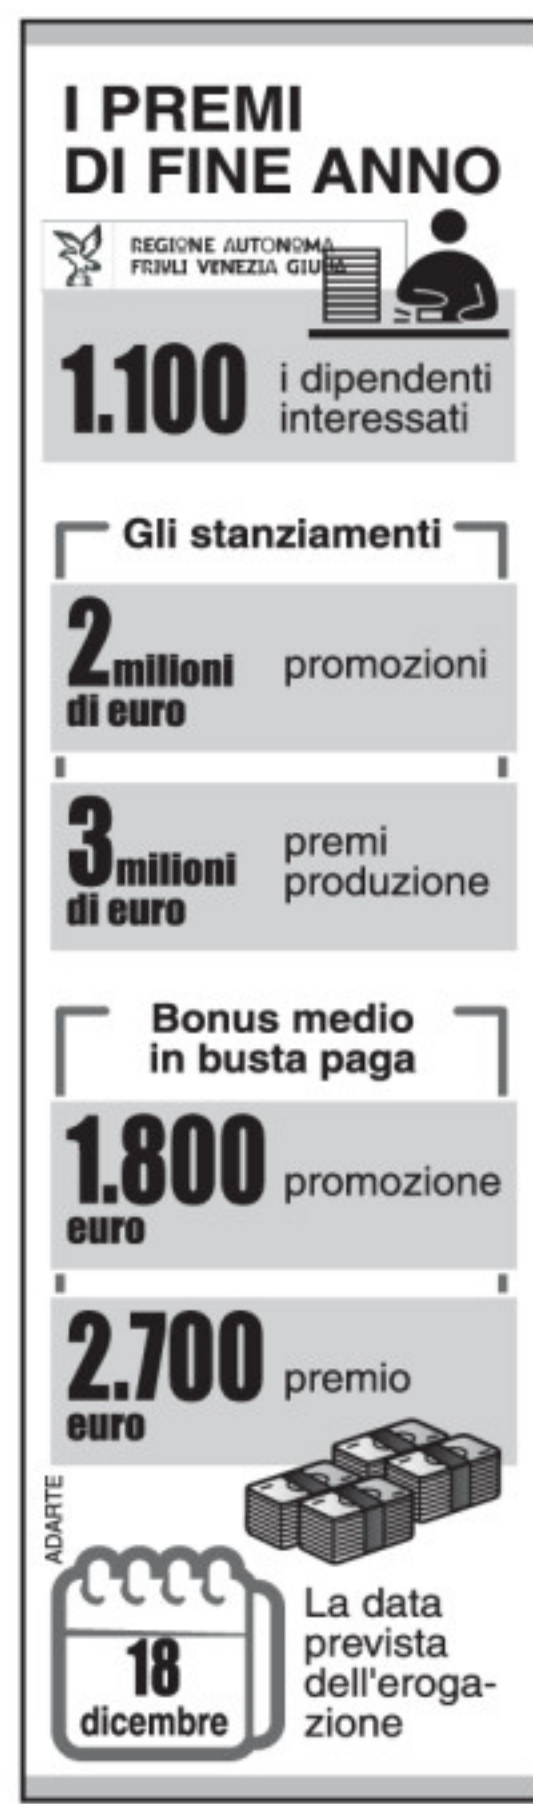 I PREMI
DI FINE ANNO
REGIONE AUTONOMA
FRIULI VENEZIA GIULIA
1.100
i dipendenti
interessati
Gli stanziamenti
2 milioni
di euro
promozioni
3 milioni
di euro
premi
produzione
Bonus medio
in busta paga
1.800
euro
promozione
2.700
euro
premio
ADARTE
18
dicembre
La data
prevista
dell'eroga-
zione